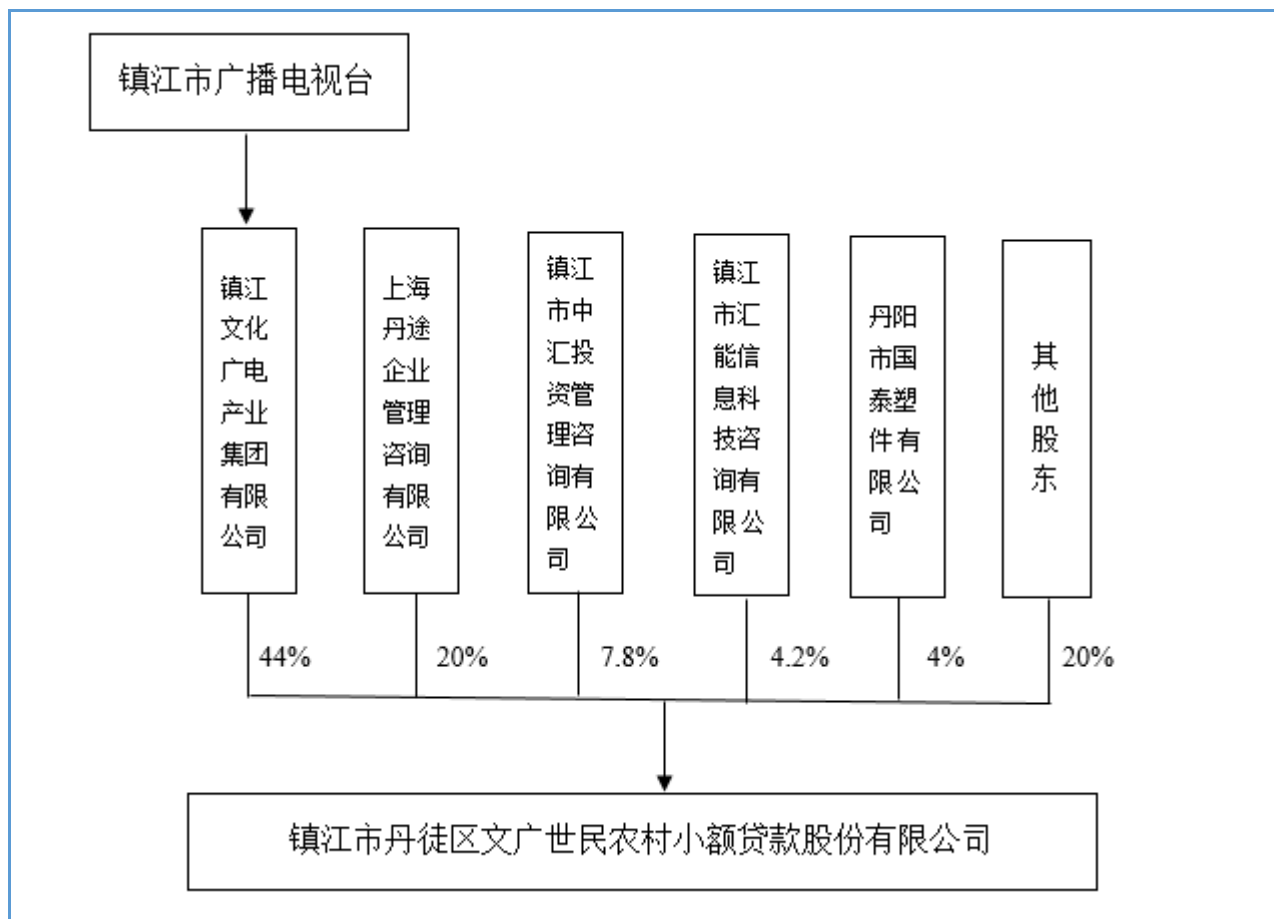 镇江市广播电视台
镇江
文化
广电
产业
集团
有限
公司
上海
丹途
企业
管理
咨询
有限
公司
镇江
市中
汇投
资管
理咨
询有
限公
司
镇江
市汇
能信
息科
技咨
询有
限公
司
丹阳
市国
泰塑
件有
限公
司
其
他
股
东
44%
20%
7.8%
4.2%
4%
20%
镇江市丹徒区文广世民农村小额贷款股份有限公司